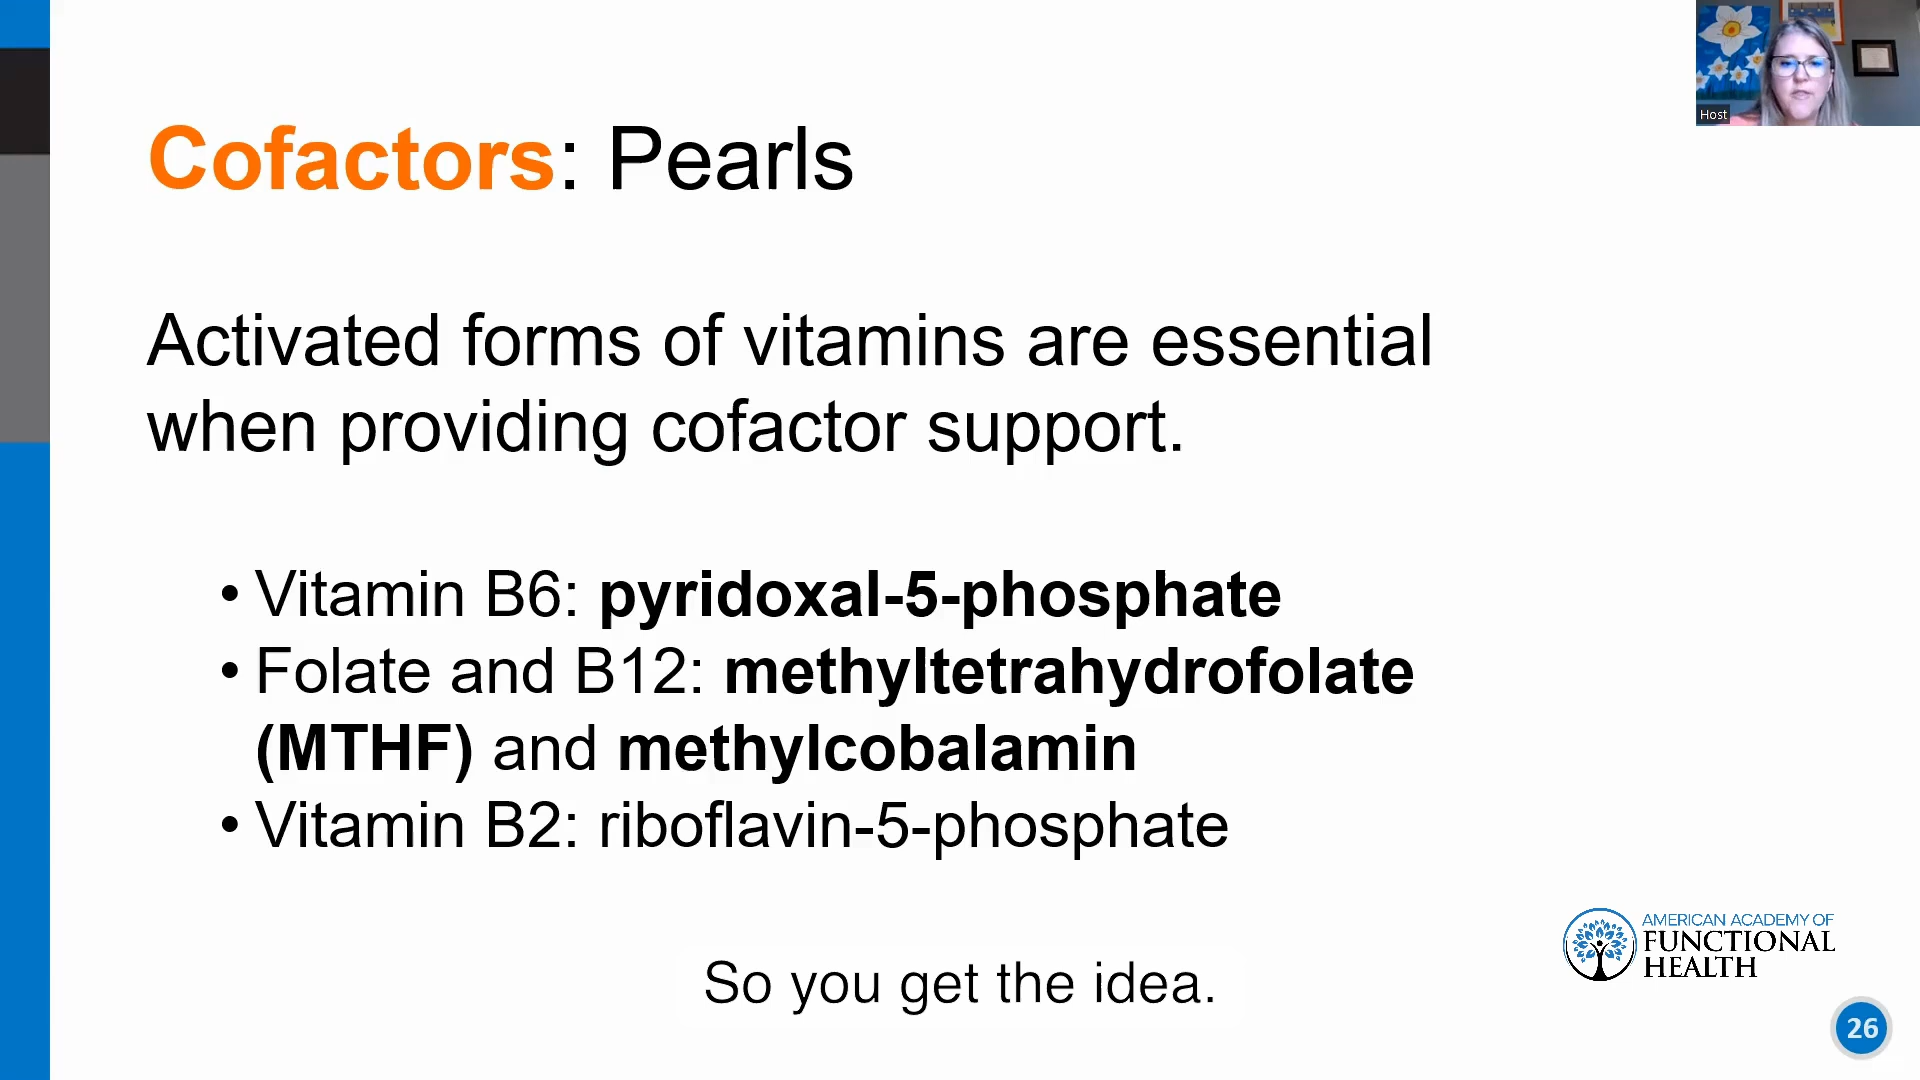 Host
Cofactors: Pearls
Activated forms of vitamins are essential
when providing cofactor support.
• Vitamin B6: pyridoxal-5-phosphate
• Folate and B12: methyltetrahydrofolate
(MTHF) and methylcobalamin
• Vitamin B2: riboflavin-5-phosphate
AMERICAN ACADEMY OF
FUNCTIONAL
HEALTH
So you get the idea.
26